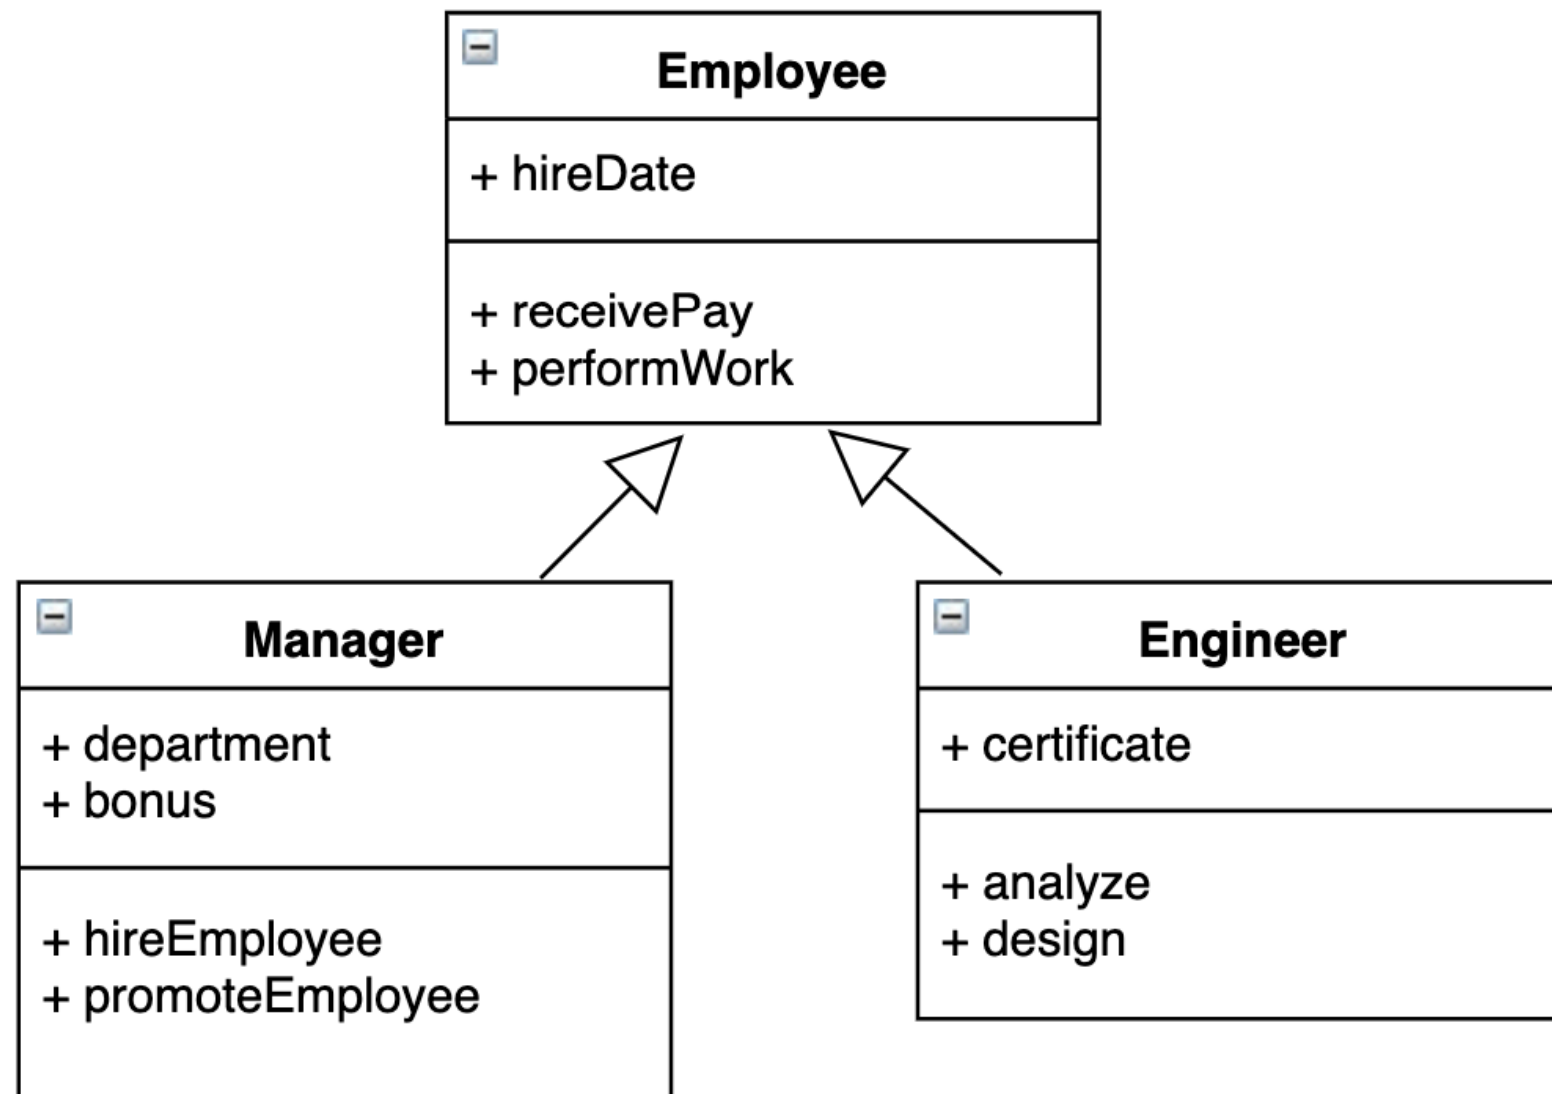 Employee
+ hireDate
+ receivePay
+ performWork
Manager
+ department
+ bonus
+ hireEmployee
+ promoteEmployee
Engineer
+ certificate
+ analyze
+ design